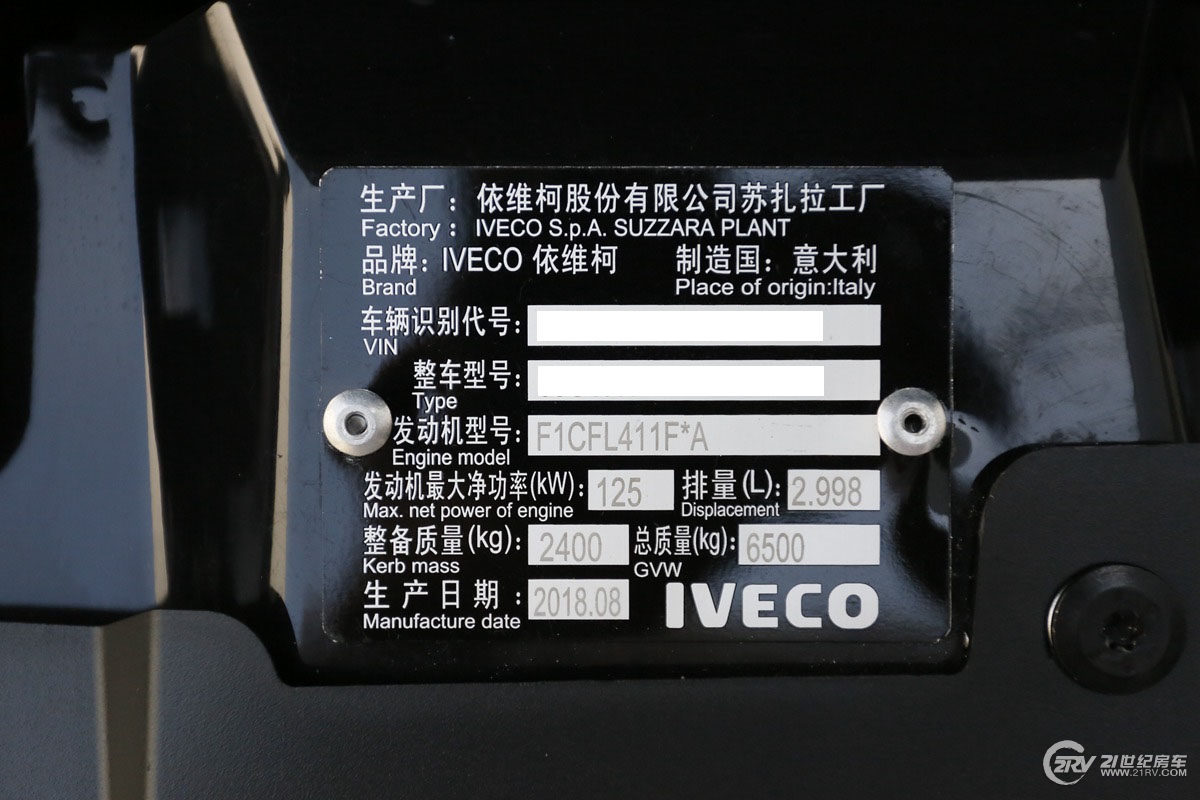 生产厂：依维柯股份有限公司苏扎拉工厂
Factory : IVECO S.p.A. SUZZARA PLANT
品牌: IVECO 依维柯 制造国：意大利
Brand Place of origin:Italy
车辆识别代号:
VIN
整车型号:
Type
发动机型号: F1CFL411F*A
Engine model
发动机最大净功率(kW): 125 排量(L): 2.998
Max. net power of engine Displacement
整备质量(kg): 2400 总质量(kg): 6500
Kerb mass GVW
生产日期: 2018.08 IVECO
Manufacture date
2RV 21世纪房车
WWW.21RV.COM